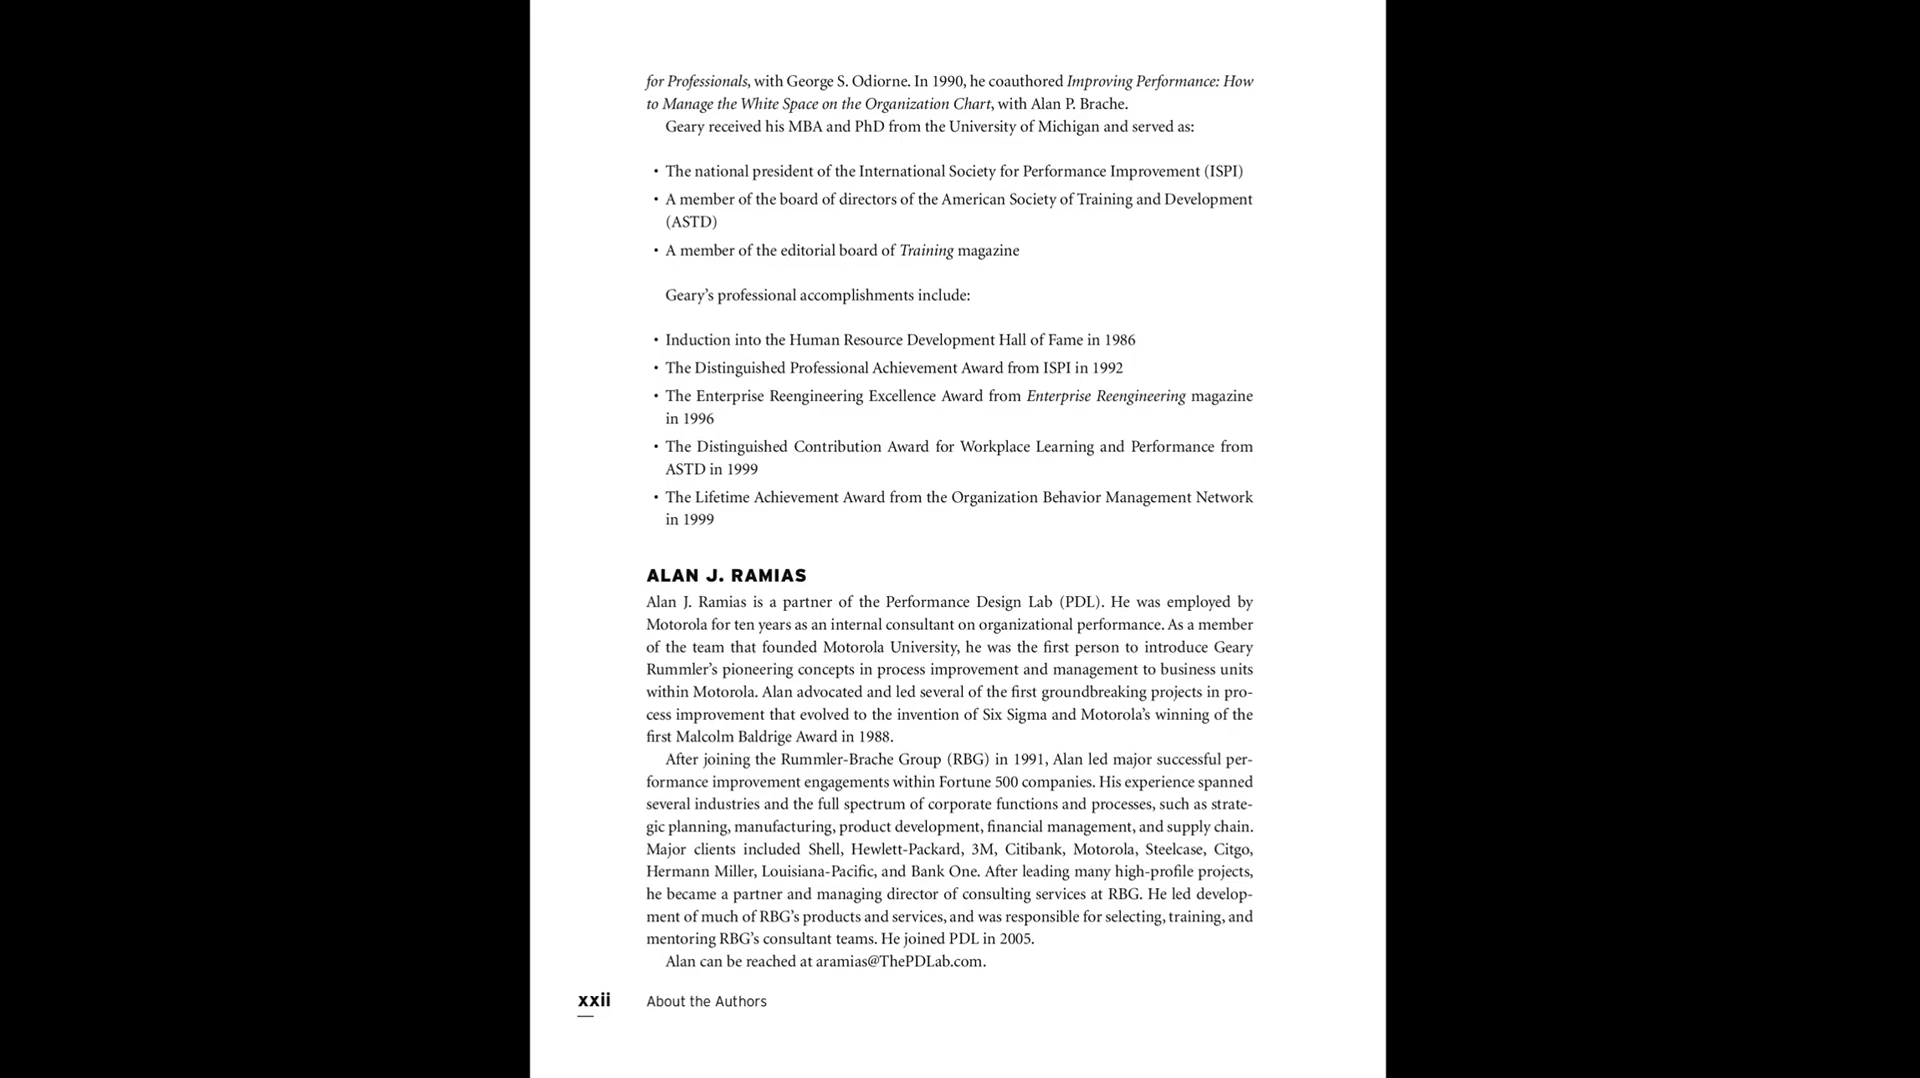 for Professionals, with George S. Odiorne. In 1990, he coauthored Improving Performance: How
to Manage the White Space on the Organization Chart, with Alan P. Brache.
Geary received his MBA and PhD from the University of Michigan and served as:
• The national president of the International Society for Performance Improvement (ISPI)
• A member of the board of directors of the American Society of Training and Development
(ASTD)
• A member of the editorial board of Training magazine
Geary’s professional accomplishments include:
• Induction into the Human Resource Development Hall of Fame in 1986
• The Distinguished Professional Achievement Award from ISPI in 1992
• The Enterprise Reengineering Excellence Award from Enterprise Reengineering magazine
in 1996
• The Distinguished Contribution Award for Workplace Learning and Performance from
ASTD in 1999
• The Lifetime Achievement Award from the Organization Behavior Management Network
in 1999
ALAN J. RAMIAS
Alan J. Ramias is a partner of the Performance Design Lab (PDL). He was employed by
Motorola for ten years as an internal consultant on organizational performance. As a member
of the team that founded Motorola University, he was the first person to introduce Geary
Rummler’s pioneering concepts in process improvement and management to business units
within Motorola. Alan advocated and led several of the first groundbreaking projects in pro-
cess improvement that evolved to the invention of Six Sigma and Motorola’s winning of the
first Malcolm Baldrige Award in 1988.
After joining the Rummler-Brache Group (RBG) in 1991, Alan led major successful per-
formance improvement engagements within Fortune 500 companies. His experience spanned
several industries and the full spectrum of corporate functions and processes, such as strate-
gic planning, manufacturing, product development, financial management, and supply chain.
Major clients included Shell, Hewlett-Packard, 3M, Citibank, Motorola, Steelcase, Citgo,
Hermann Miller, Louisiana-Pacific, and Bank One. After leading many high-profile projects,
he became a partner and managing director of consulting services at RBG. He led develop-
ment of much of RBG’s products and services, and was responsible for selecting, training, and
mentoring RBG’s consultant teams. He joined PDL in 2005.
Alan can be reached at aramias@ThePDLab.com.
xxii About the Authors